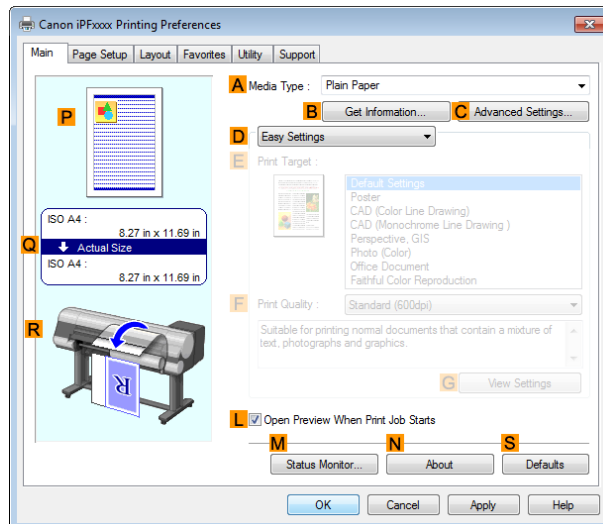 Canon iPFxxxx Printing Preferences
Main Page Setup Layout Favorites Utility Support
P
A Media Type : Plain Paper
B Get Information... C Advanced Settings...
D Easy Settings
E Print Target :
Default Settings
Poster
CAD (Color Line Drawing)
CAD (Monochrome Line Drawing )
Perspective, GIS
Photo (Color)
Office Document
Faithful Color Reproduction
Q
ISO A4 :
8.27 in x 11.69 in
Actual Size
ISO A4 :
8.27 in x 11.69 in
R
R
F Print Quality : Standard (600dpi)
Suitable for printing normal documents that contain a mixture of
text, photographs and graphics.
G View Settings
L Open Preview When Print Job Starts
M N S
Status Monitor... About Defaults
OK Cancel Apply Help